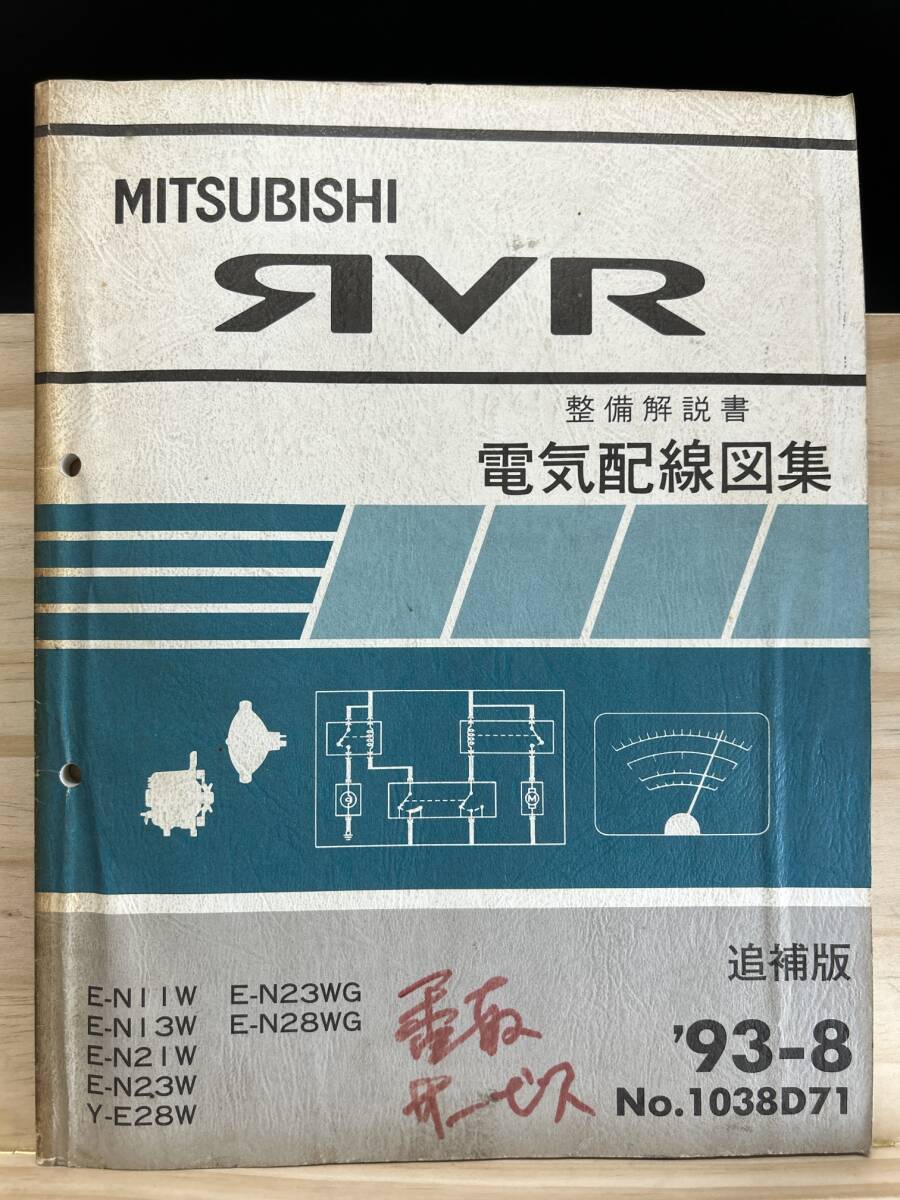 MITSUBISHI
RVR
整備解説書
電気配線図集
M
追補版
E-N11W E-N23WG
E-N13W E-N28WG
E-N21W
E-N23W
Y-E28W
サービス
'93-8
No.1038D71